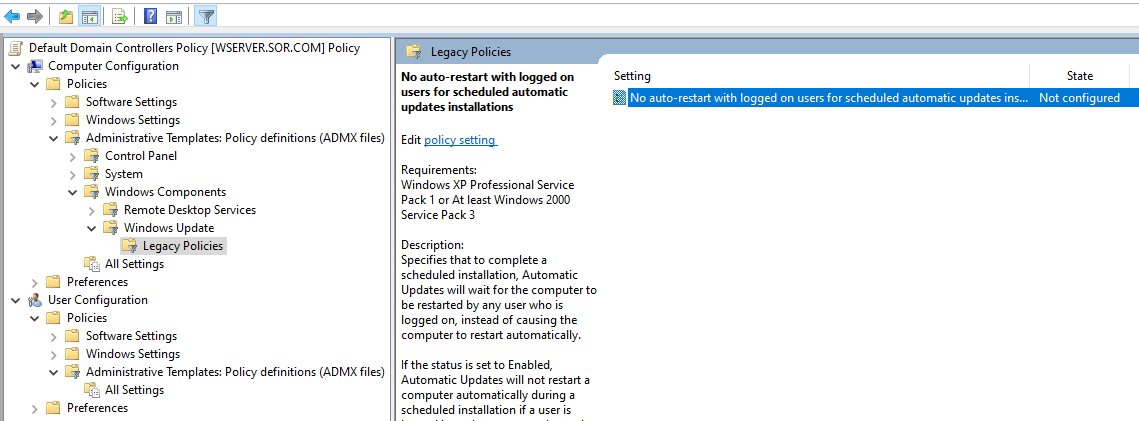 Default Domain Controllers Policy [WSERVER.SOR.COM] Policy
Computer Configuration
Policies
Software Settings
Windows Settings
Administrative Templates: Policy definitions (ADMX files)
Control Panel
System
Windows Components
Remote Desktop Services
Windows Update
Legacy Policies
All Settings
Preferences
User Configuration
Policies
Software Settings
Windows Settings
Administrative Templates: Policy definitions (ADMX files)
All Settings
Preferences
Legacy Policies
No auto-restart with logged on
users for scheduled automatic
updates installations
Edit policy setting
Requirements:
Windows XP Professional Service
Pack 1 or At least Windows 2000
Service Pack 3
Description:
Specifies that to complete a
scheduled installation, Automatic
Updates will wait for the computer to
be restarted by any user who is
logged on, instead of causing the
computer to restart automatically.
If the status is set to Enabled,
Automatic Updates will not restart a
computer automatically during a
scheduled installation if a user is
Setting State
No auto-restart with logged on users for scheduled automatic updates ins... Not configured